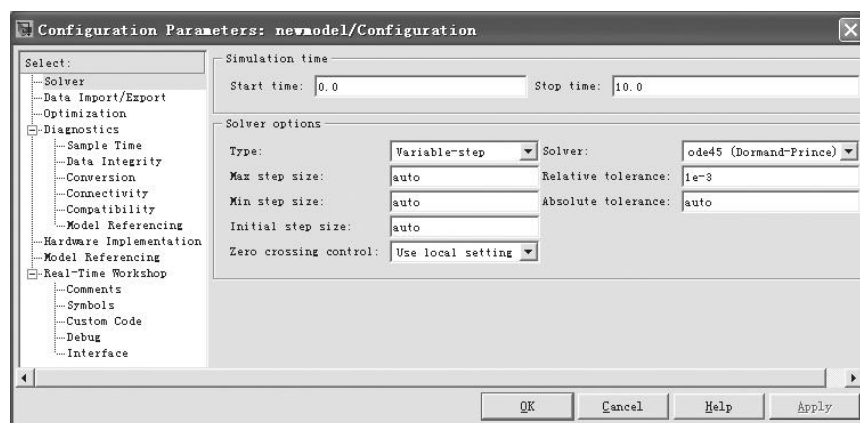 Configuration Parameters: newmodel/Configuration
Select:
Solver
Data Import/Export
Optimization
Diagnostics
Sample Time
Data Integrity
Conversion
Connectivity
Compatibility
Model Referencing
Hardware Implementation
Model Referencing
Real-Time Workshop
Comments
Symbols
Custom Code
Debug
Interface
Simulation time
Start time: 0.0 Stop time: 10.0
Solver options
Type: Variable-step Solver: ode45 (Dormand-Prince)
Max step size: auto Relative tolerance: 1e-3
Min step size: auto Absolute tolerance: auto
Initial step size: auto
Zero crossing control: Use local setting
OK Cancel Help Apply